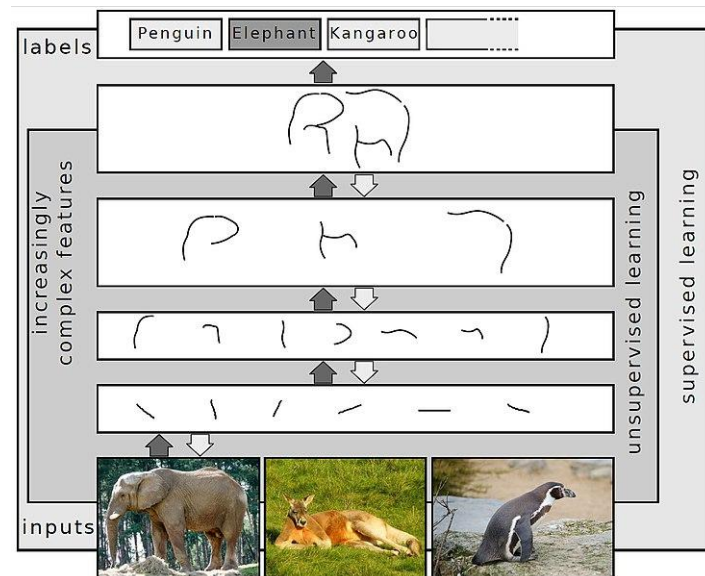 labels
Penguin
Elephant
Kangaroo
increasingly
complex features
unsupervised learning
supervised learning
inputs